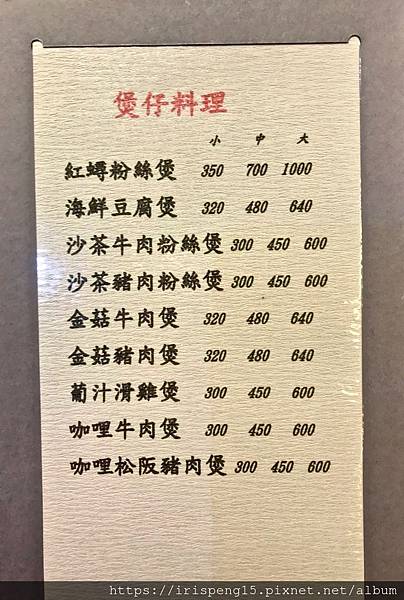 煲仔料理
小 中 大
紅蟳粉絲煲 350 700 1000
海鮮豆腐煲 320 480 640
沙茶牛肉粉絲煲 300 450 600
沙茶豬肉粉絲煲 300 450 600
金菇牛肉煲 320 480 640
金菇豬肉煲 320 480 640
葡汁滑雞煲 300 450 600
咖哩牛肉煲 300 450 600
咖哩松阪豬肉煲 300 450 600
https://irispeng15.pixnet.net/album